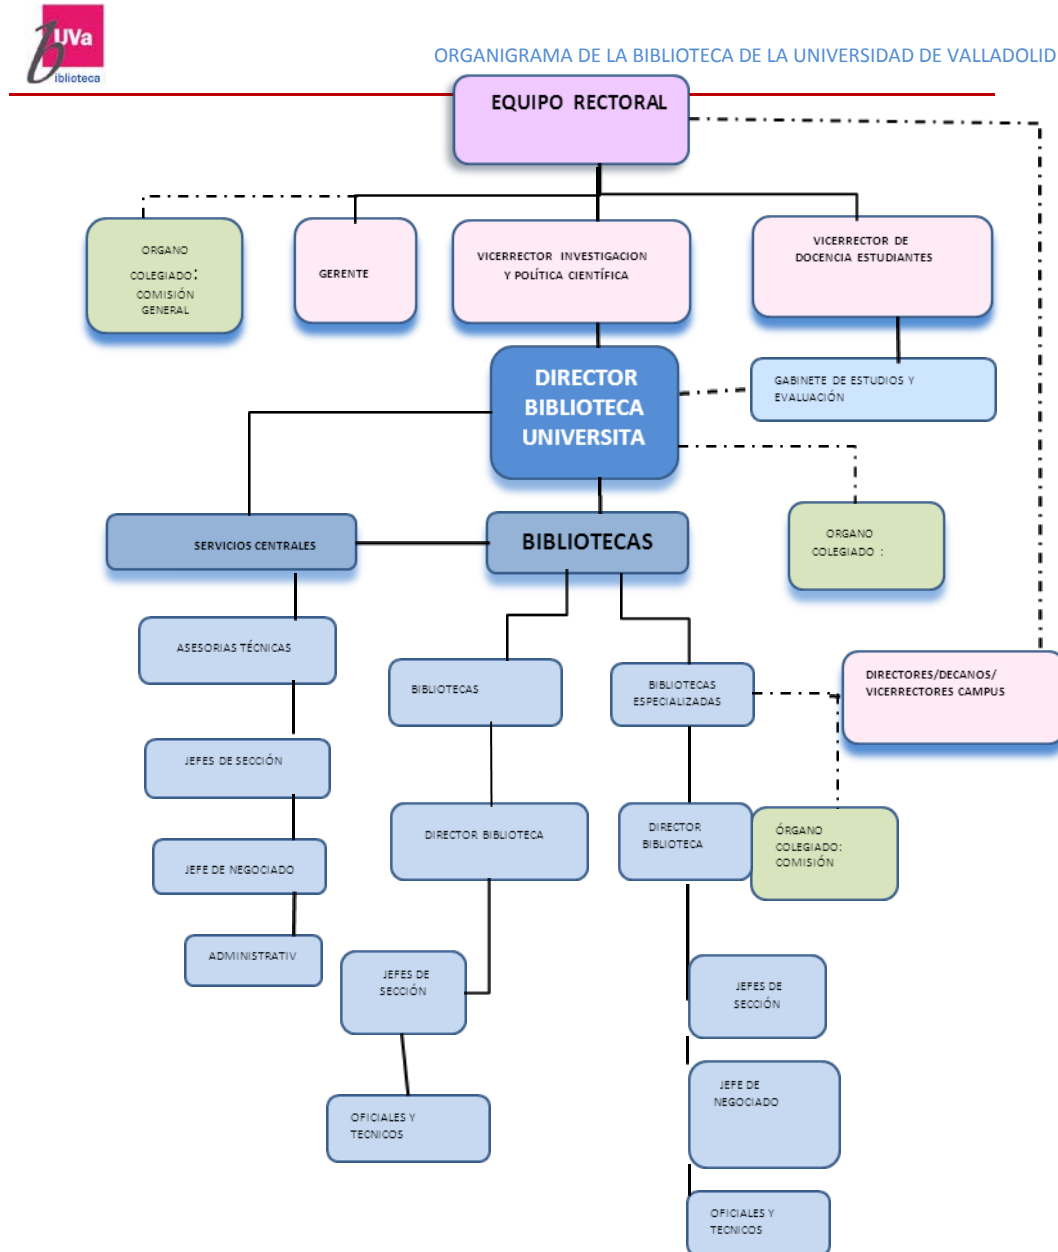 UVa
biblioteca
ORGANIGRAMA DE LA BIBLIOTECA DE LA UNIVERSIDAD DE VALLADOLID
EQUIPO RECTORAL
ORGANO
COLEGIADO:
COMISIÓN
GENERAL
GERENTE
VICERRECTOR INVESTIGACION
Y POLÍTICA CIENTÍFICA
VICERRECTOR DE
DOCENCIA ESTUDIANTES
DIRECTOR
BIBLIOTECA
UNIVERSITA
GABINETE DE ESTUDIOS Y
EVALUACIÓN
SERVICIOS CENTRALES
BIBLIOTECAS
ORGANO
COLEGIADO :
ASESORIAS TÉCNICAS
BIBLIOTECAS
BIBLIOTECAS
ESPECIALIZADAS
DIRECTORES/DECANOS/
VICERRECTORES CAMPUS
JEFES DE SECCIÓN
DIRECTOR BIBLIOTECA
DIRECTOR
BIBLIOTECA
ÓRGANO
COLEGIADO:
COMISIÓN
JEFE DE NEGOCIADO
ADMINISTRATIV
JEFES DE
SECCIÓN
JEFES DE
SECCIÓN
JEFE DE
NEGOCIADO
OFICIALES Y
TECNICOS
OFICIALES Y
TECNICOS